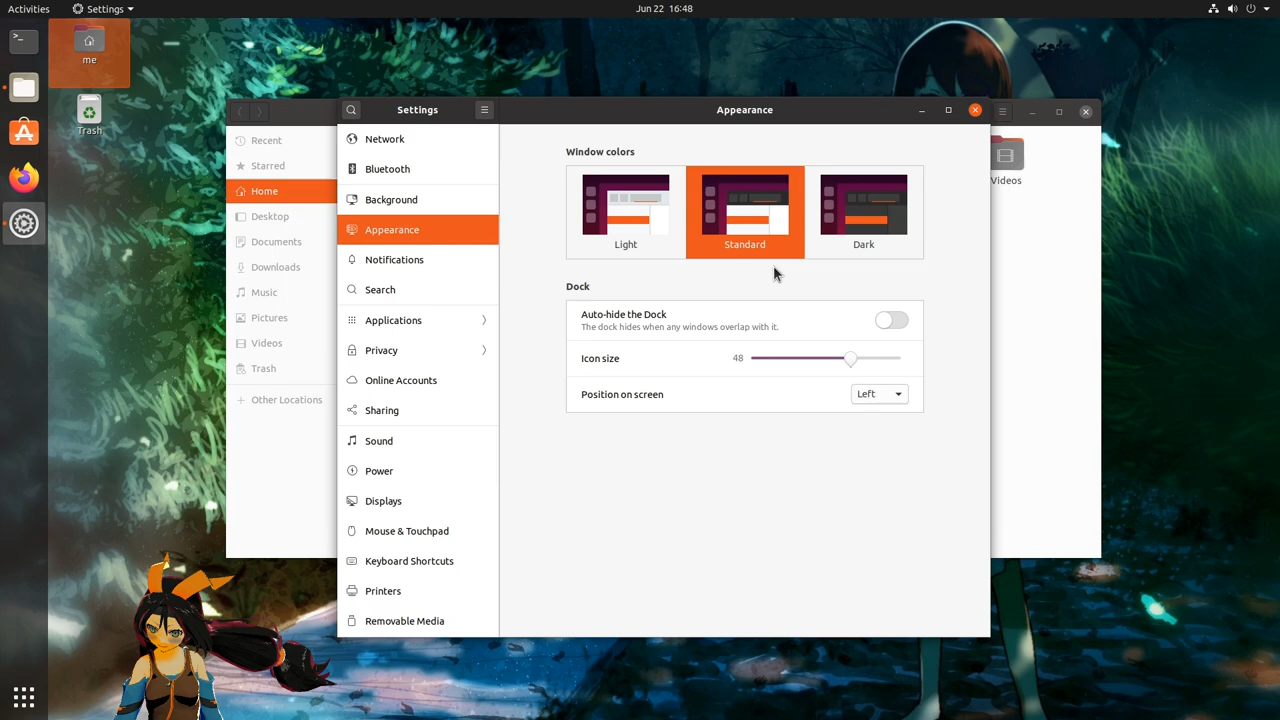 Activities
Settings
Jun 22 16:48
me
Trash
Recent
Starred
Home
Desktop
Documents
Downloads
Music
Pictures
Videos
Trash
Other Locations
Videos
Settings
Network
Bluetooth
Background
Appearance
Notifications
Search
Applications
Privacy
Online Accounts
Sharing
Sound
Power
Displays
Mouse & Touchpad
Keyboard Shortcuts
Printers
Removable Media
Appearance
Window colors
Light
Standard
Dark
Dock
Auto-hide the Dock
The dock hides when any windows overlap with it.
Icon size
48
Position on screen
Left